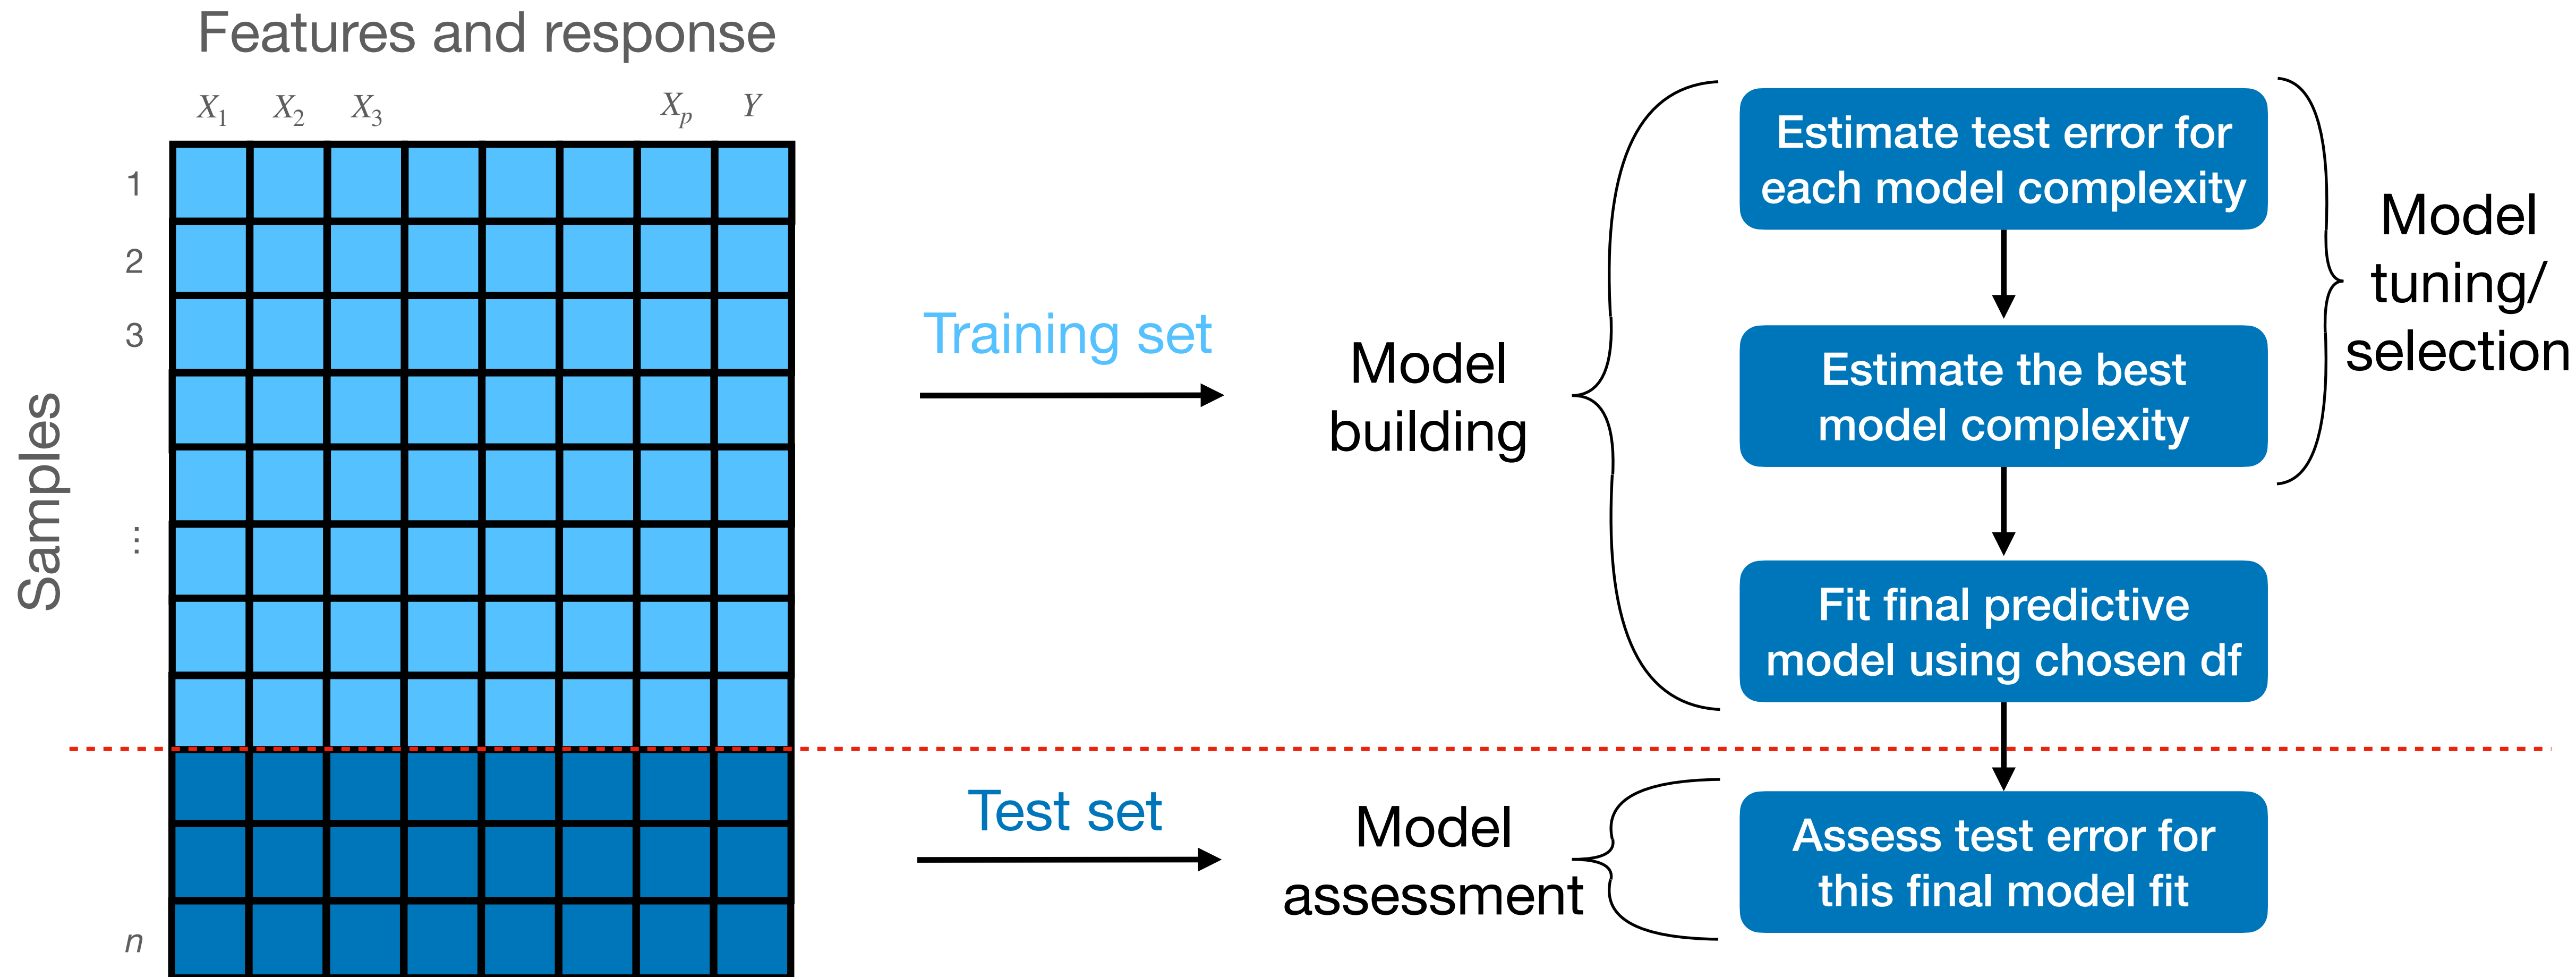 Features and response
X₁ X₂ X₃ Xₚ Y
Samples
1
2
3
⋮
n
Training set
Model
building
Estimate test error for
each model complexity
Estimate the best
model complexity
Fit final predictive
model using chosen df
Model
tuning/
selection
Test set
Model
assessment
Assess test error for
this final model fit